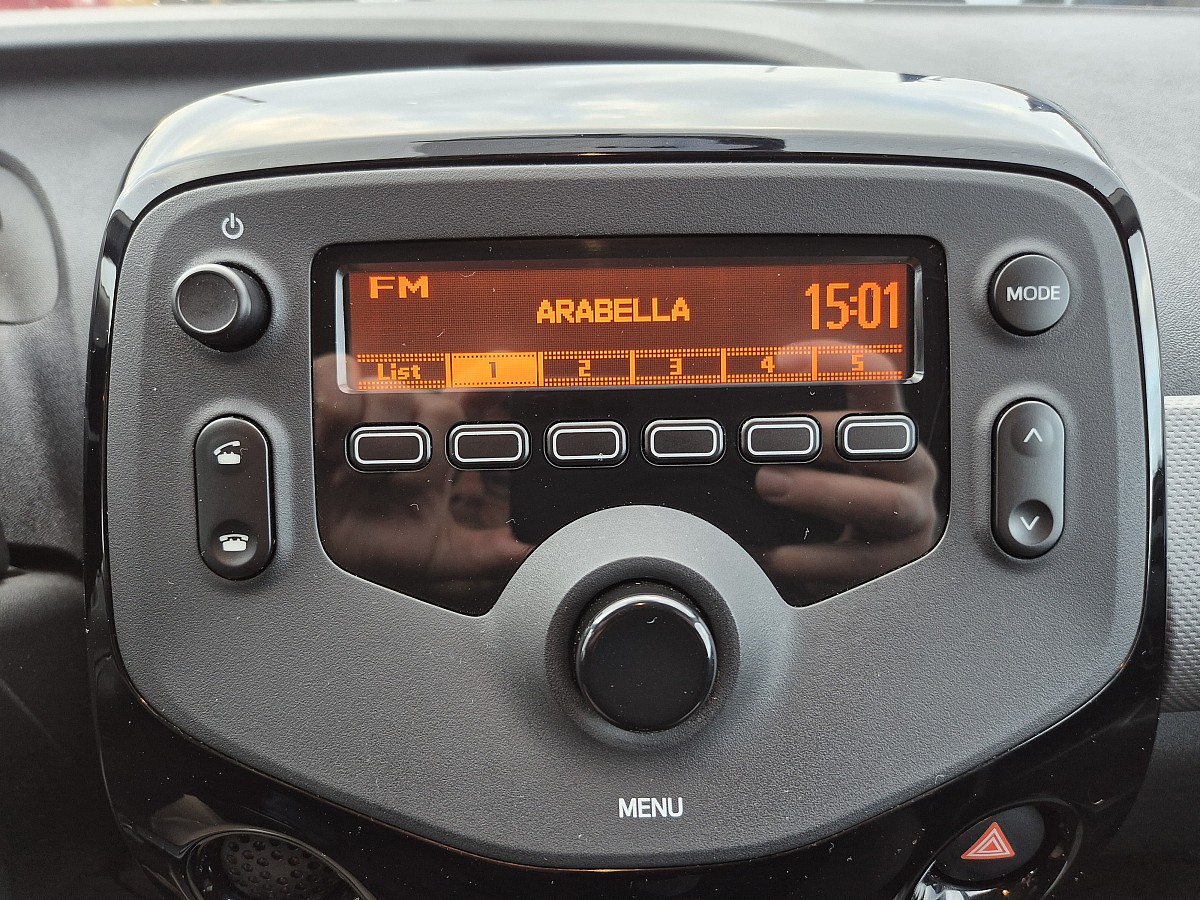 FM
ARABELLA
15:01
List 1 2 3 4 5
MODE
MENU